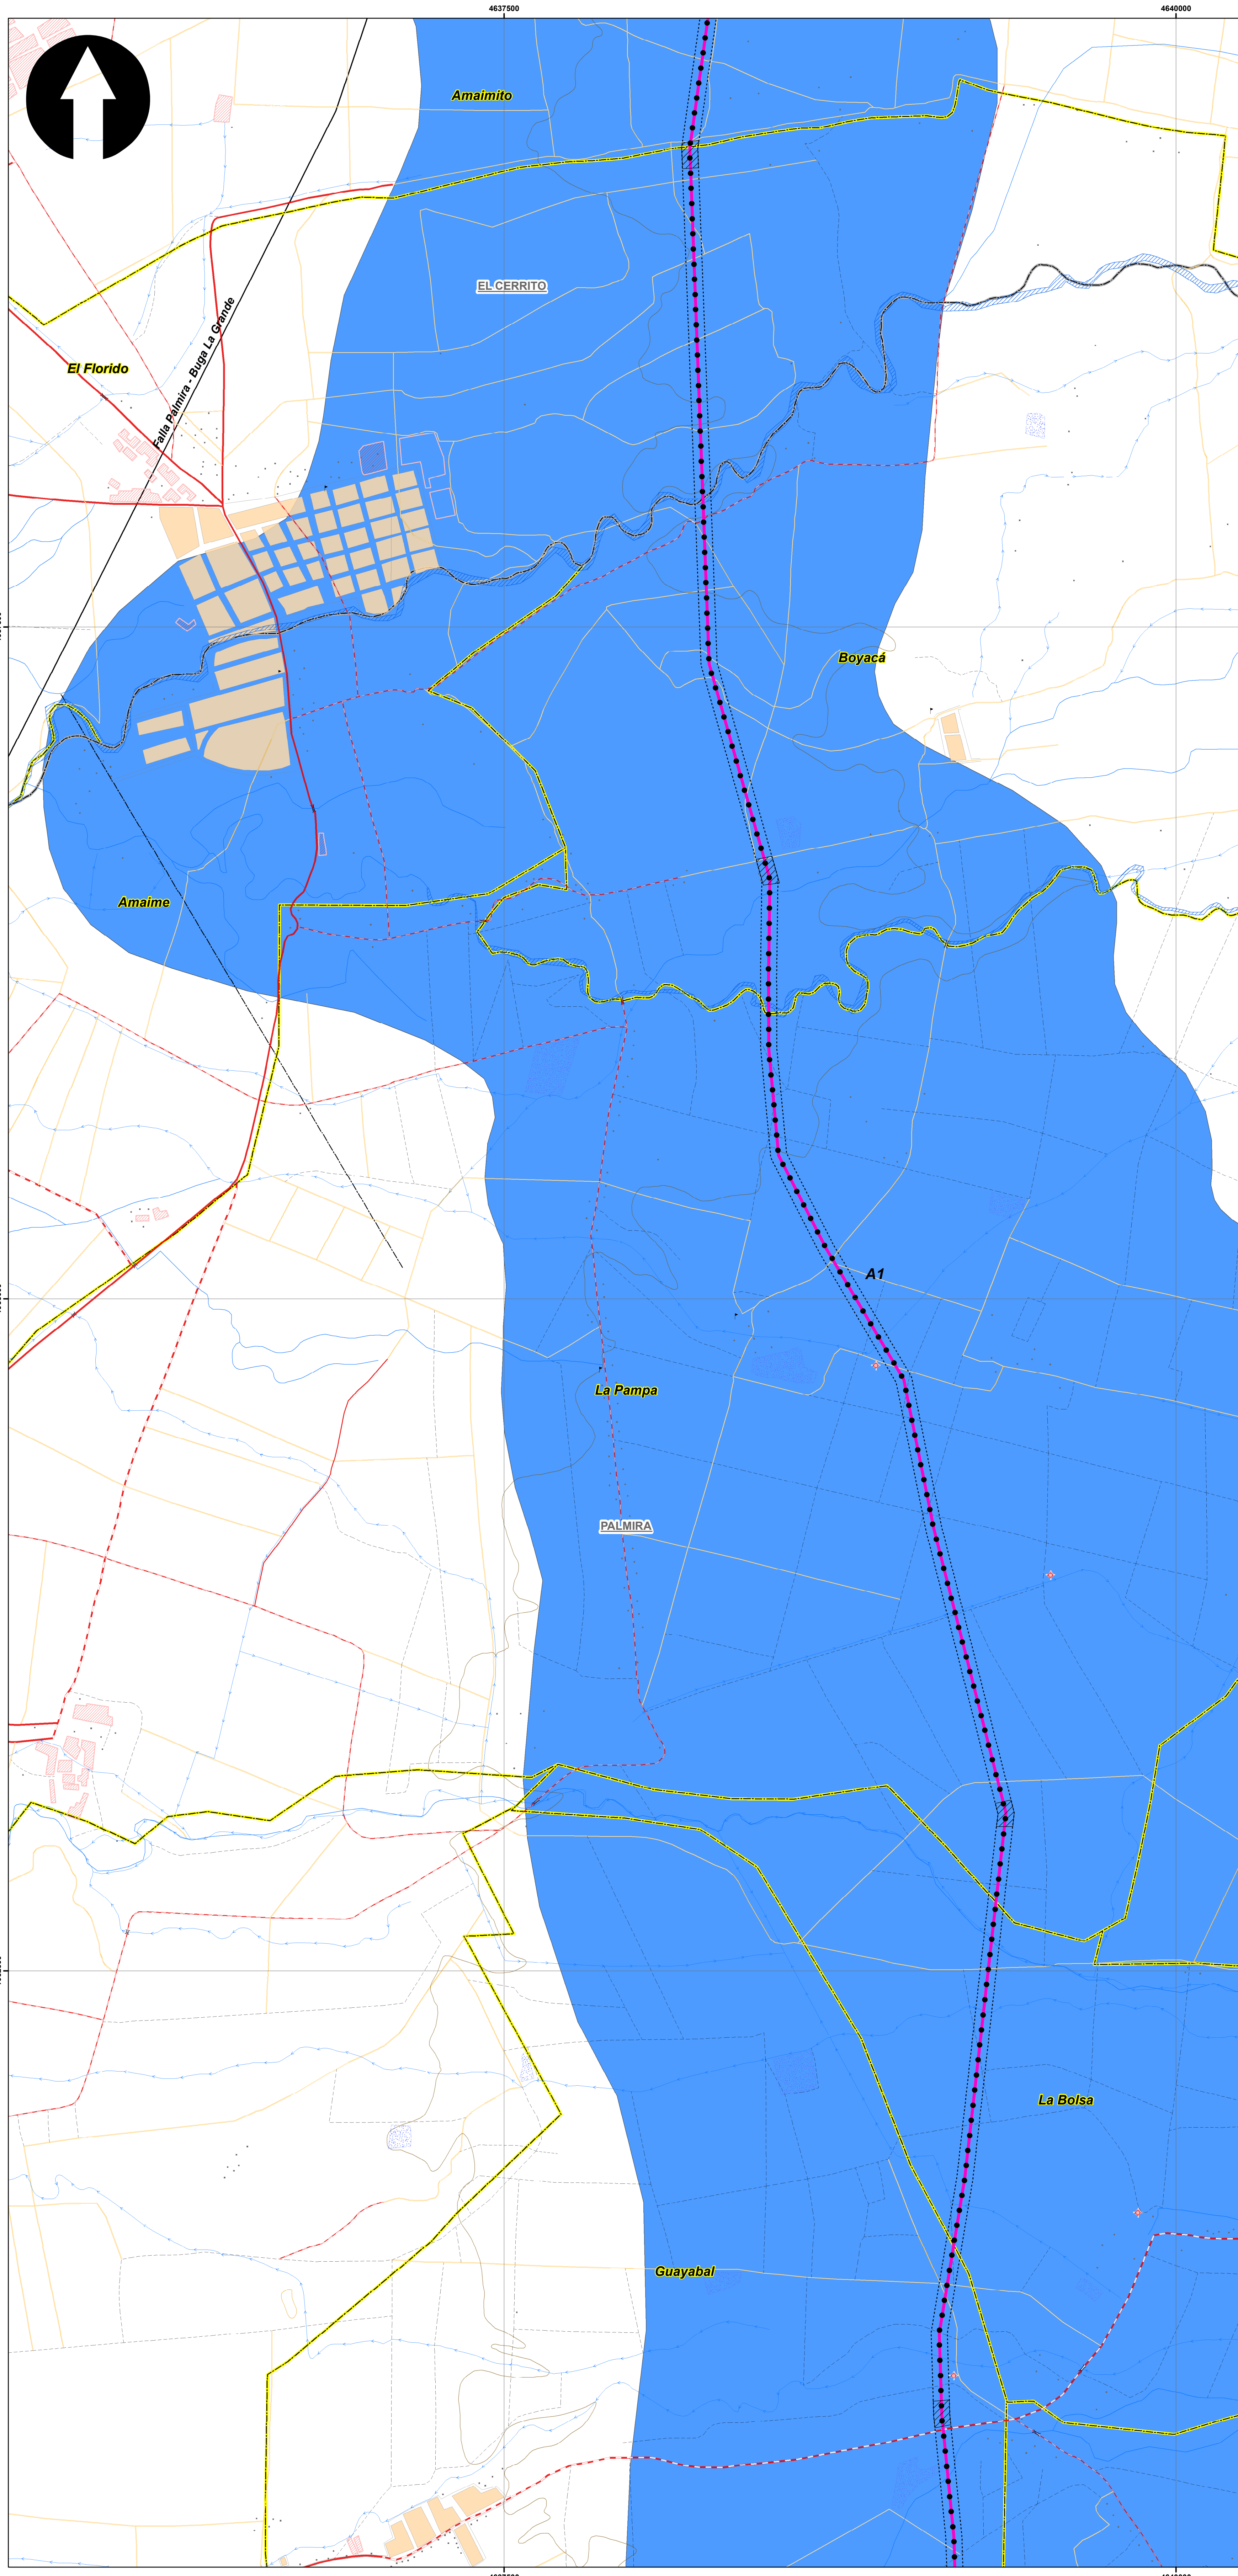 4637500
4640000
Amaimito
EL CERRITO
Falla Palmira - Buga La Grande
El Florido
Boyacá
Amaime
A1
La Pampa
PALMIRA
La Bolsa
Guayabal